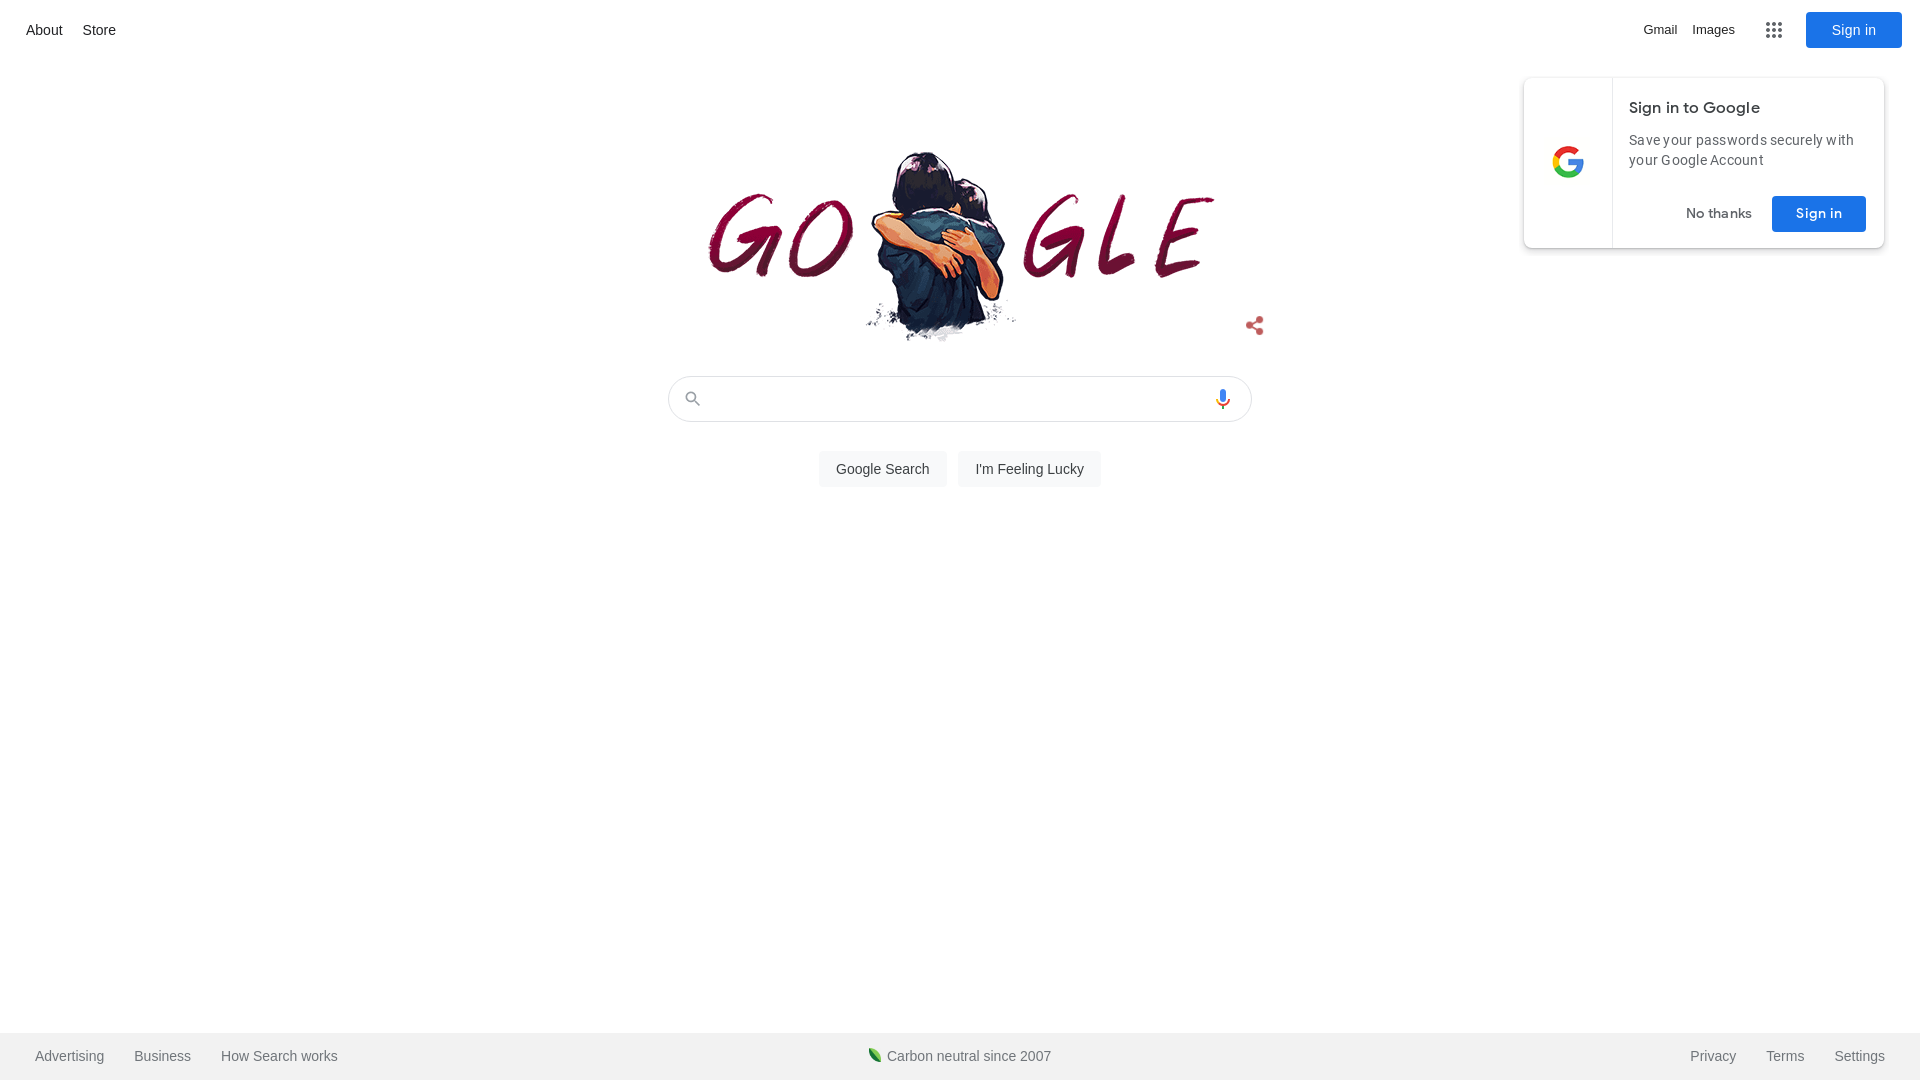 About Store
Gmail Images Sign in
Sign in to Google
Save your passwords securely with
your Google Account
No thanks Sign in
GO GLE
Google Search I'm Feeling Lucky
Advertising Business How Search works
Carbon neutral since 2007
Privacy Terms Settings